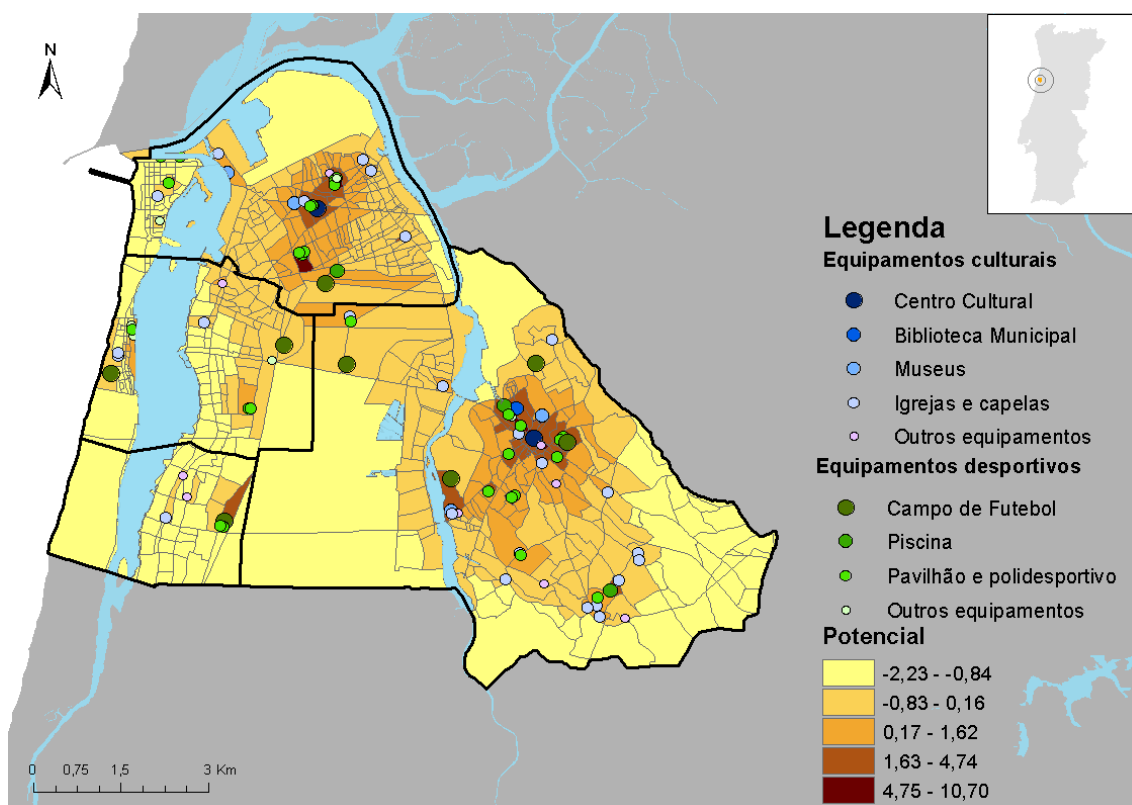 N
Legenda
Equipamentos culturais
Centro Cultural
Biblioteca Municipal
Museus
Igrejas e capelas
Outros equipamentos
Equipamentos desportivos
Campo de Futebol
Piscina
Pavilhão e polidesportivo
Outros equipamentos
Potencial
-2,23 - -0,84
-0,83 - 0,16
0,17 - 1,62
1,63 - 4,74
4,75 - 10,70
0 0,75 1,5 3 Km